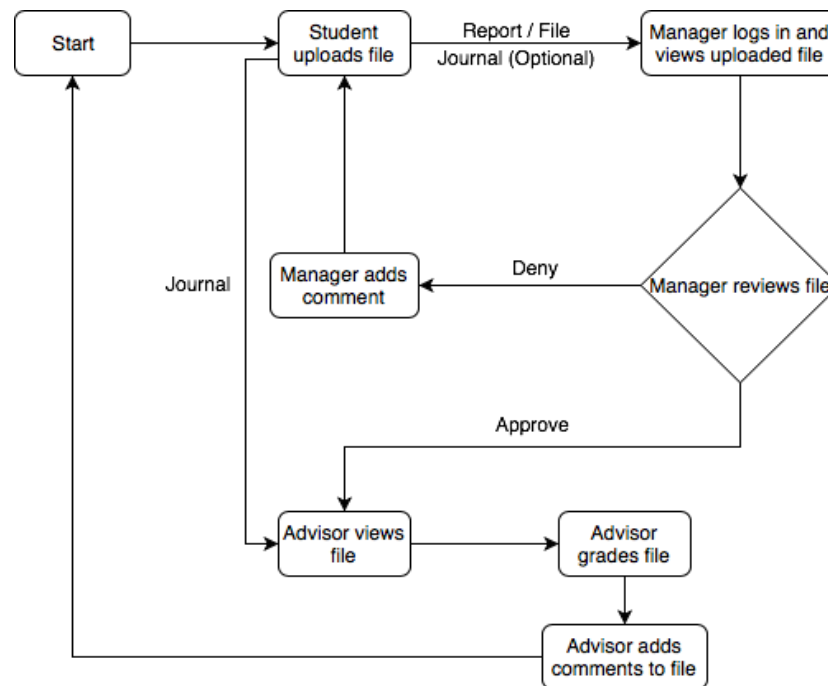 Start
Student
uploads file
Report / File
Journal (Optional)
Manager logs in and
views uploaded file
Journal
Manager adds
comment
Deny
Manager reviews file
Approve
Advisor views
file
Advisor
grades file
Advisor adds
comments to file